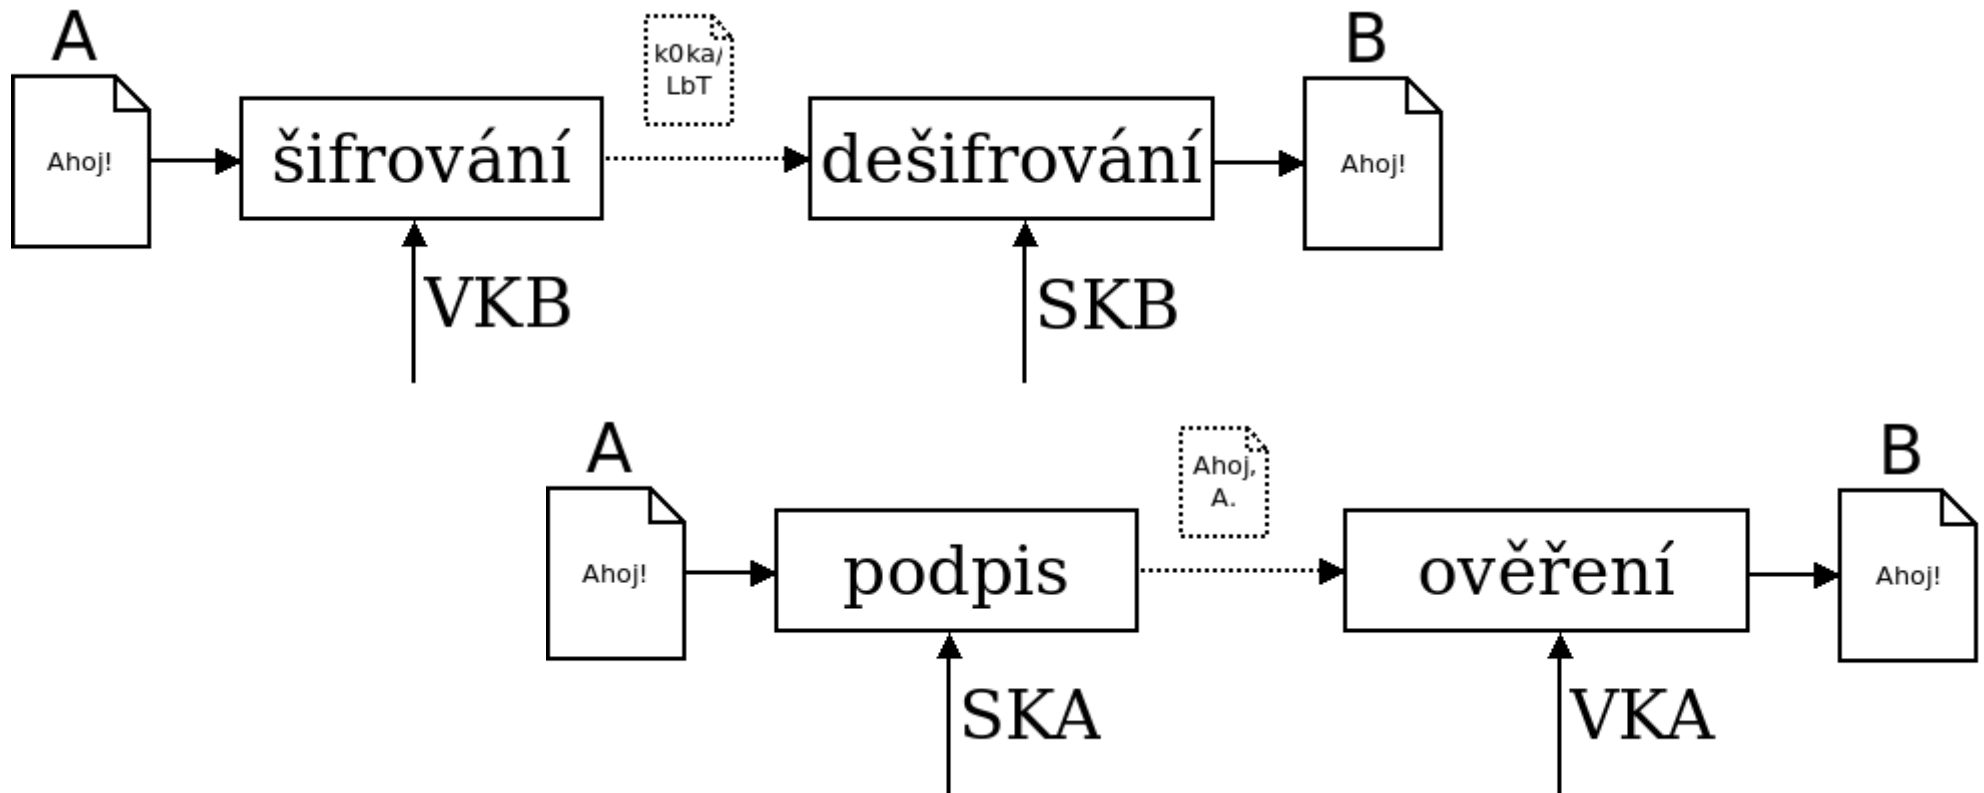 A
k0ka/
LbT
B
Ahoj!
šifrování
dešifrování
Ahoj!
VKB
SKB
A
Ahoj,
A.
B
Ahoj!
podpis
ověření
Ahoj!
SKA
VKA